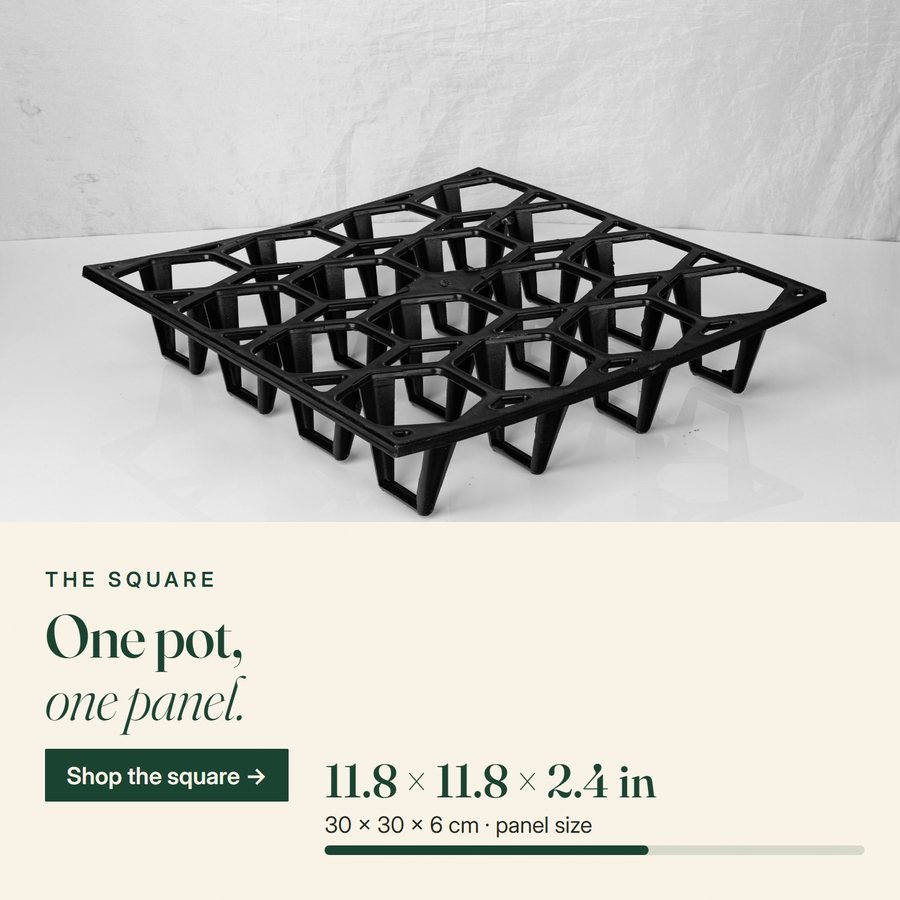 THE SQUARE
One pot,
one panel.
Shop the square →
11.8 × 11.8 × 2.4 in
30 × 30 × 6 cm · panel size